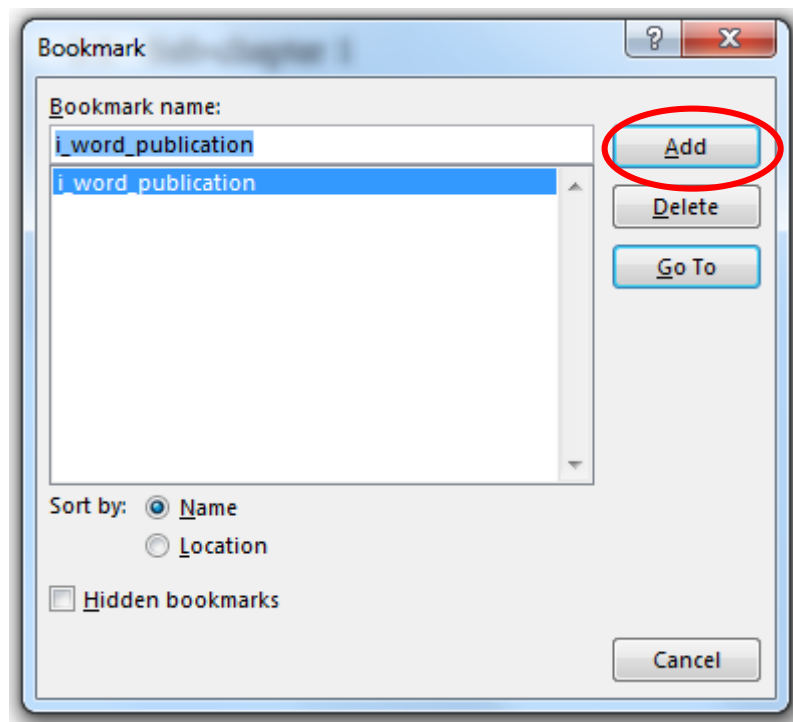 Bookmark
Bookmark name:
i_word_publication
i_word_publication
Add
Delete
Go To
Sort by: Name
Location
Hidden bookmarks
Cancel